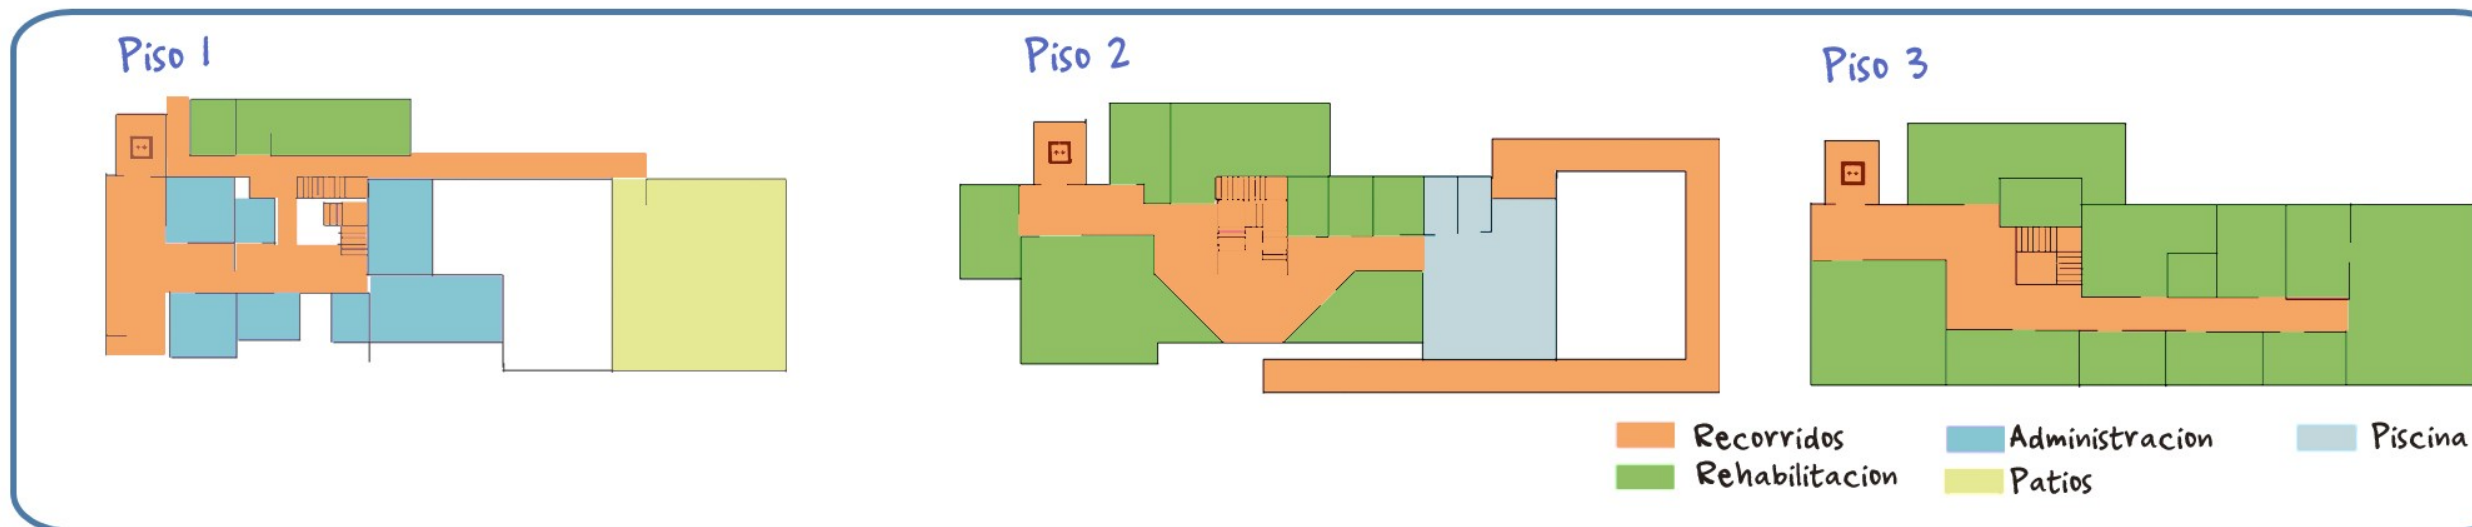 Piso 1
Piso 2
Piso 3
Recorridos
Administracion
Piscina
Rehabilitacion
Patios